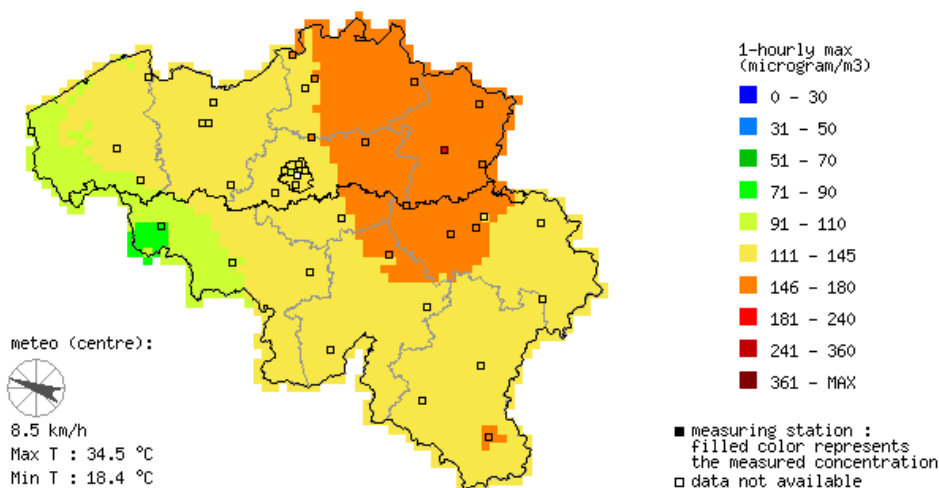 1-hourly max
(microgram/m3)
0 - 30
31 - 50
51 - 70
71 - 90
91 - 110
111 - 145
146 - 180
181 - 240
241 - 360
361 - MAX
meteo (centre):
8.5 km/h
Max T : 34.5 °C
Min T : 18.4 °C
measuring station :
filled color represents
the measured concentration
data not available